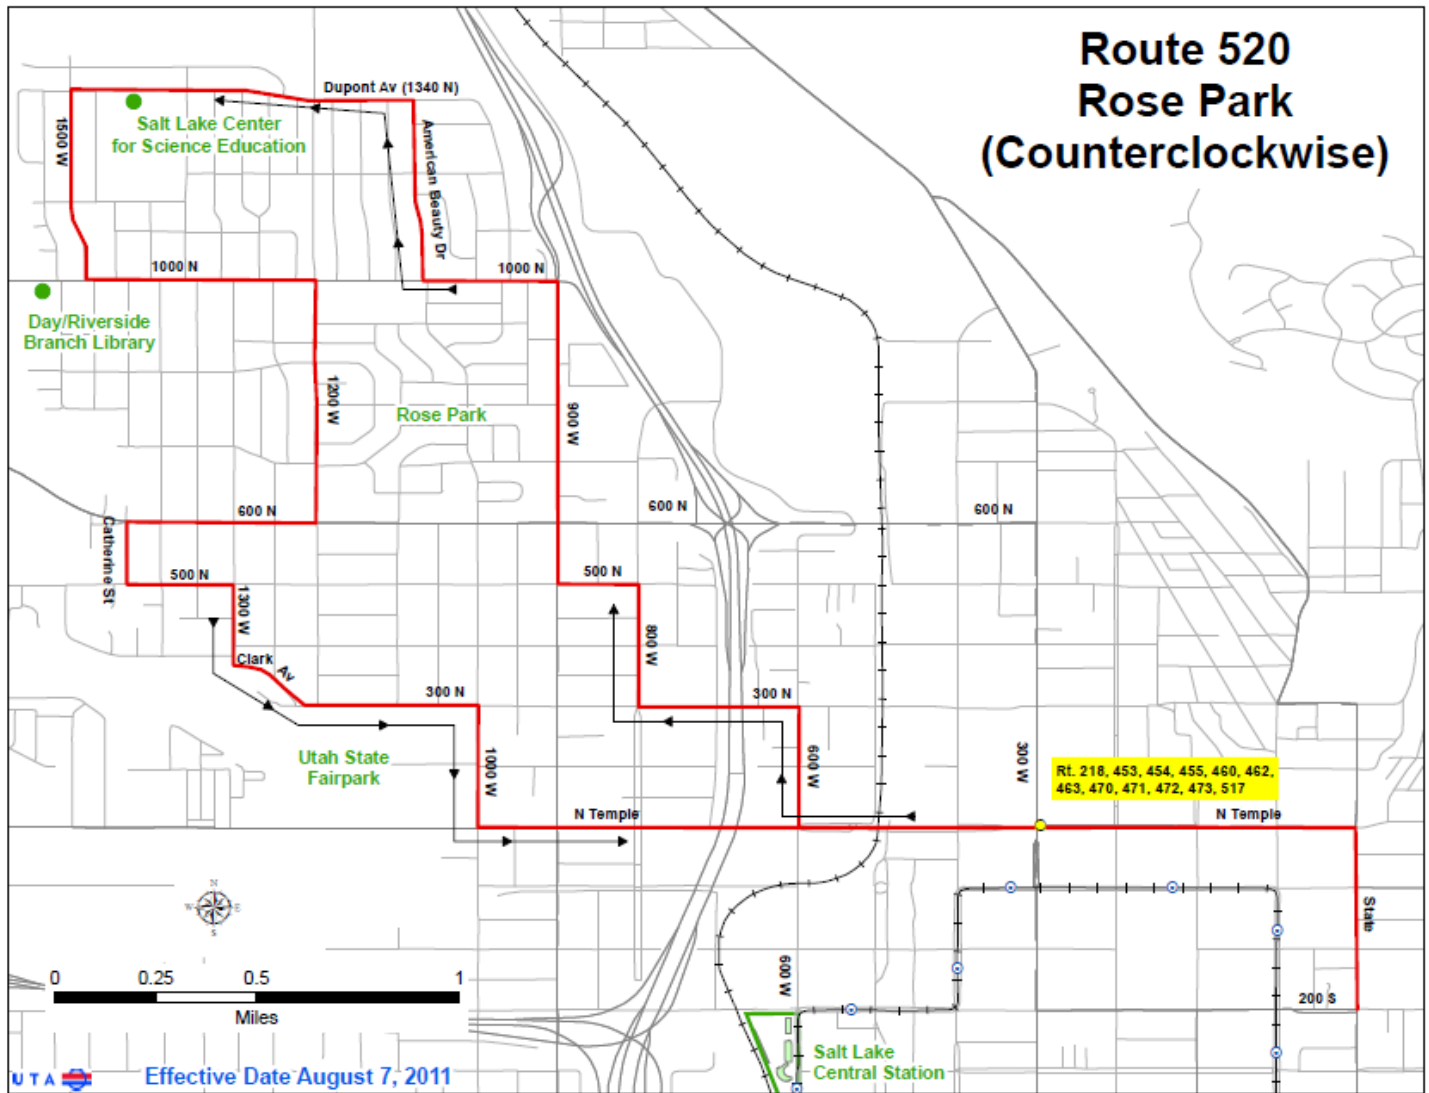 Route 520
Rose Park
(Counterclockwise)
Dupont Av (1340 N)
1500 W
Salt Lake Center
for Science Education
American Beauty Dr
1000 N
1000 N
Day/Riverside
Branch Library
1200 W
Rose Park
900 W
600 N
600 N
600 N
Catherine St
500 N
500 N
1300 W
800 W
Clark Av
300 N
300 N
Utah State
Fairpark
1000 W
600 W
300 W
Rt. 218, 453, 454, 455, 460, 462,
463, 470, 471, 472, 473, 517
N Temple
N Temple
N
W E
S
State
0 0.25 0.5 1
Miles
600 W
200 S
Salt Lake
Central Station
UTA
Effective Date August 7, 2011